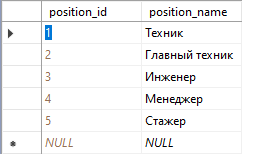 position_id position_name
1 Техник
2 Главный техник
3 Инженер
4 Менеджер
5 Стажер
NULL NULL